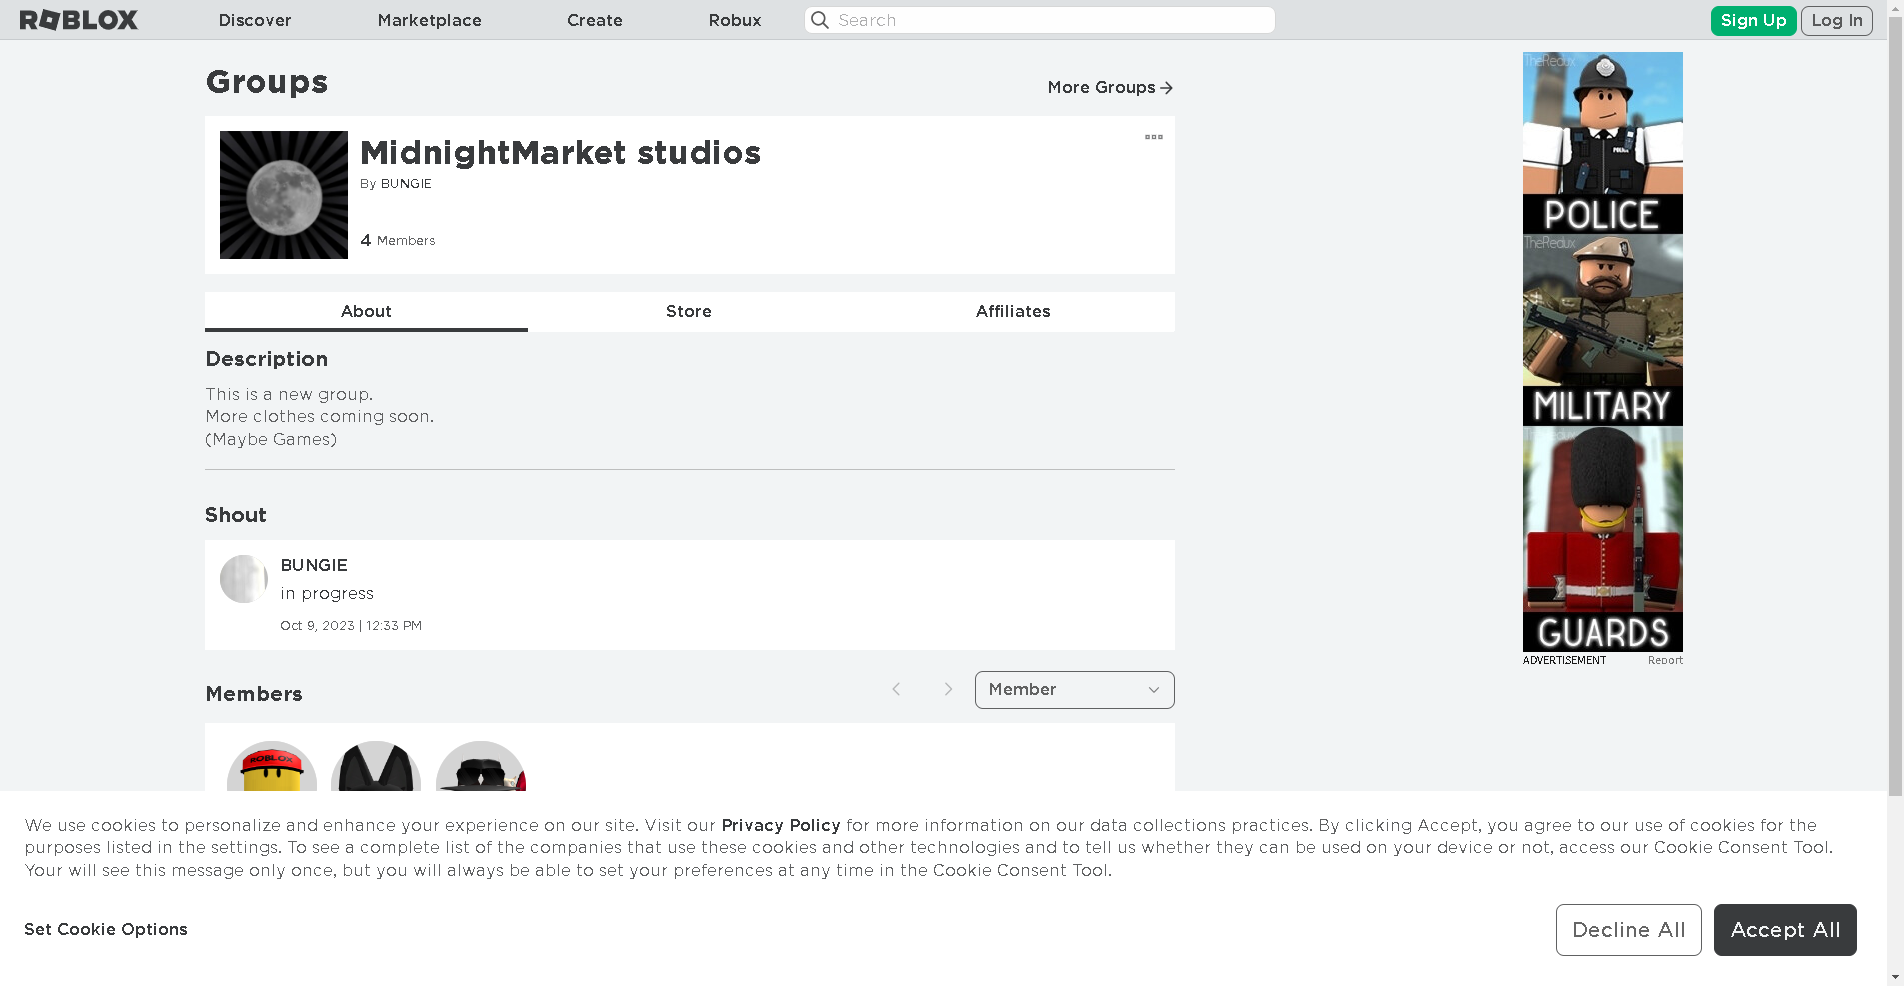 ROBLOX
Discover
Marketplace
Create
Robux
Search
Sign Up
Log In
Groups
More Groups
MidnightMarket studios
By BUNGIE
4 Members
About
Store
Affiliates
Description
This is a new group.
More clothes coming soon.
(Maybe Games)
Shout
BUNGIE
in progress
Oct 9, 2023 | 12:33 PM
Members
Member
ROBLOX
TheRedux
POLICE
POLICE
TheRedux
MILITARY
TheRedux
GUARDS
ADVERTISEMENT
Report
We use cookies to personalize and enhance your experience on our site. Visit our Privacy Policy for more information on our data collections practices. By clicking Accept, you agree to our use of cookies for the
purposes listed in the settings. To see a complete list of the companies that use these cookies and other technologies and to tell us whether they can be used on your device or not, access our Cookie Consent Tool.
Your will see this message only once, but you will always be able to set your preferences at any time in the Cookie Consent Tool.
Set Cookie Options
Decline All
Accept All